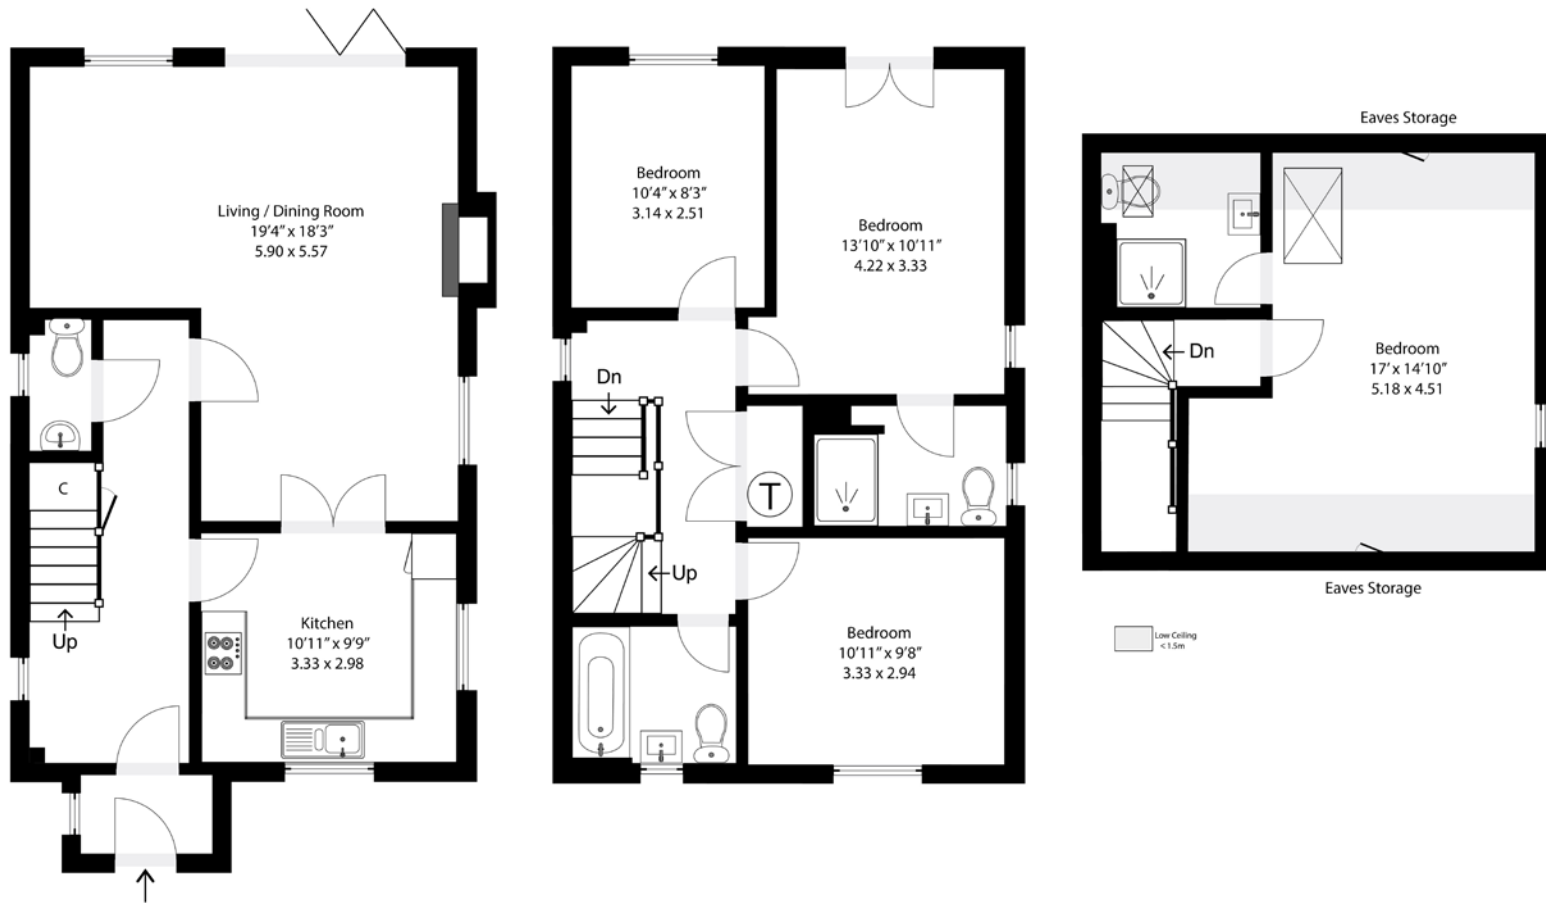 Living / Dining Room
19'4" x 18'3"
5.90 x 5.57
C
Up
Kitchen
10'11" x 9'9"
3.33 x 2.98
Bedroom
10'4" x 8'3"
3.14 x 2.51
Bedroom
13'10" x 10'11"
4.22 x 3.33
Dn
T
Up
Bedroom
10'11" x 9'8"
3.33 x 2.94
Eaves Storage
Dn
Bedroom
17' x 14'10"
5.18 x 4.51
Eaves Storage
Low Ceiling
< 1.5m